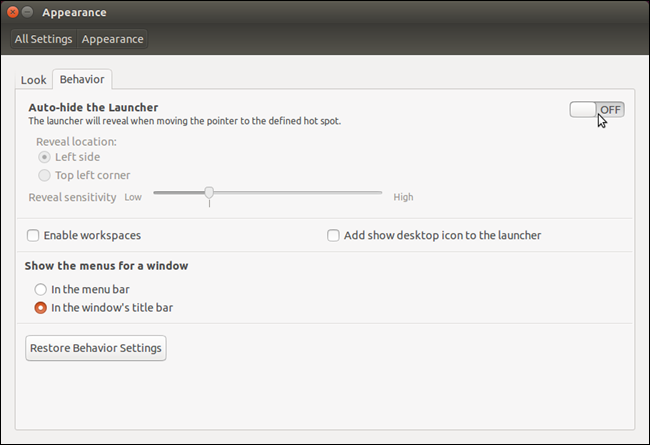 Appearance
All Settings Appearance
Look Behavior
Auto-hide the Launcher OFF
The launcher will reveal when moving the pointer to the defined hot spot.
Reveal location:
Left side
Top left corner
Reveal sensitivity Low High
Enable workspaces Add show desktop icon to the launcher
Show the menus for a window
In the menu bar
In the window's title bar
Restore Behavior Settings